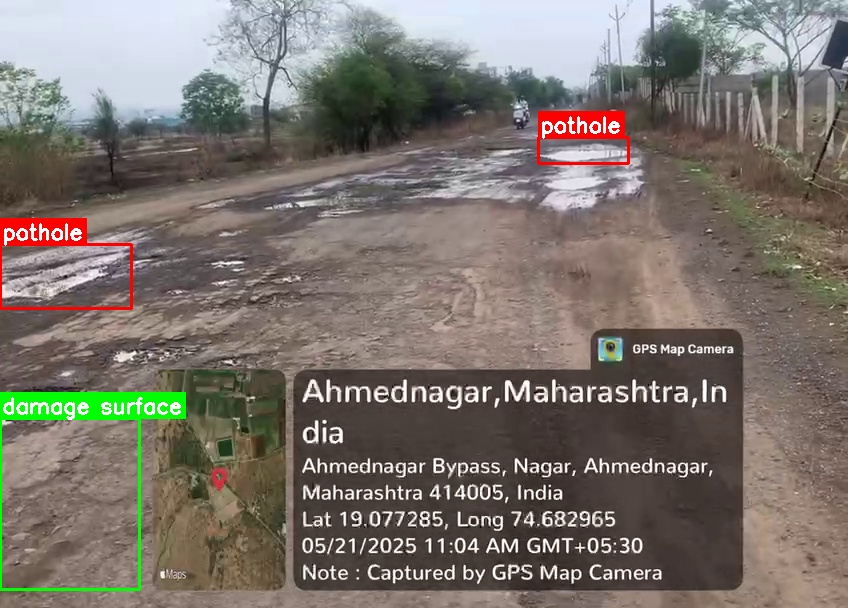 pothole
pothole
damage surface
GPS Map Camera
Ahmednagar,Maharashtra,In
dia
Ahmednagar Bypass, Nagar, Ahmednagar,
Maharashtra 414005, India
Lat 19.077285, Long 74.682965
05/21/2025 11:04 AM GMT+05:30
Note : Captured by GPS Map Camera
Maps